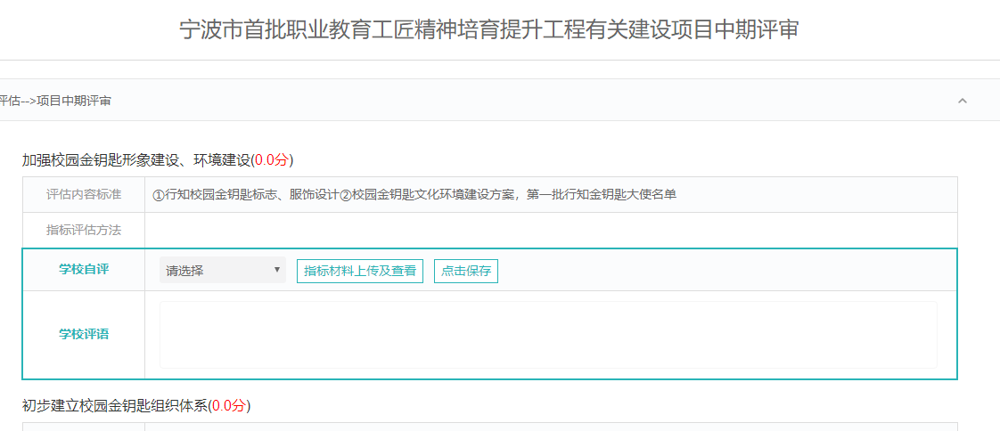 宁波市首批职业教育工匠精神培育提升工程有关建设项目中期评审
评估-->项目中期评审
加强校园金钥匙形象建设、环境建设(0.0分)
评估内容标准 ①行知校园金钥匙标志、服饰设计②校园金钥匙文化环境建设方案，第一批行知金钥匙大使名单
指标评估方法
学校自评 请选择 指标材料上传及查看 点击保存
学校评语
初步建立校园金钥匙组织体系(0.0分)